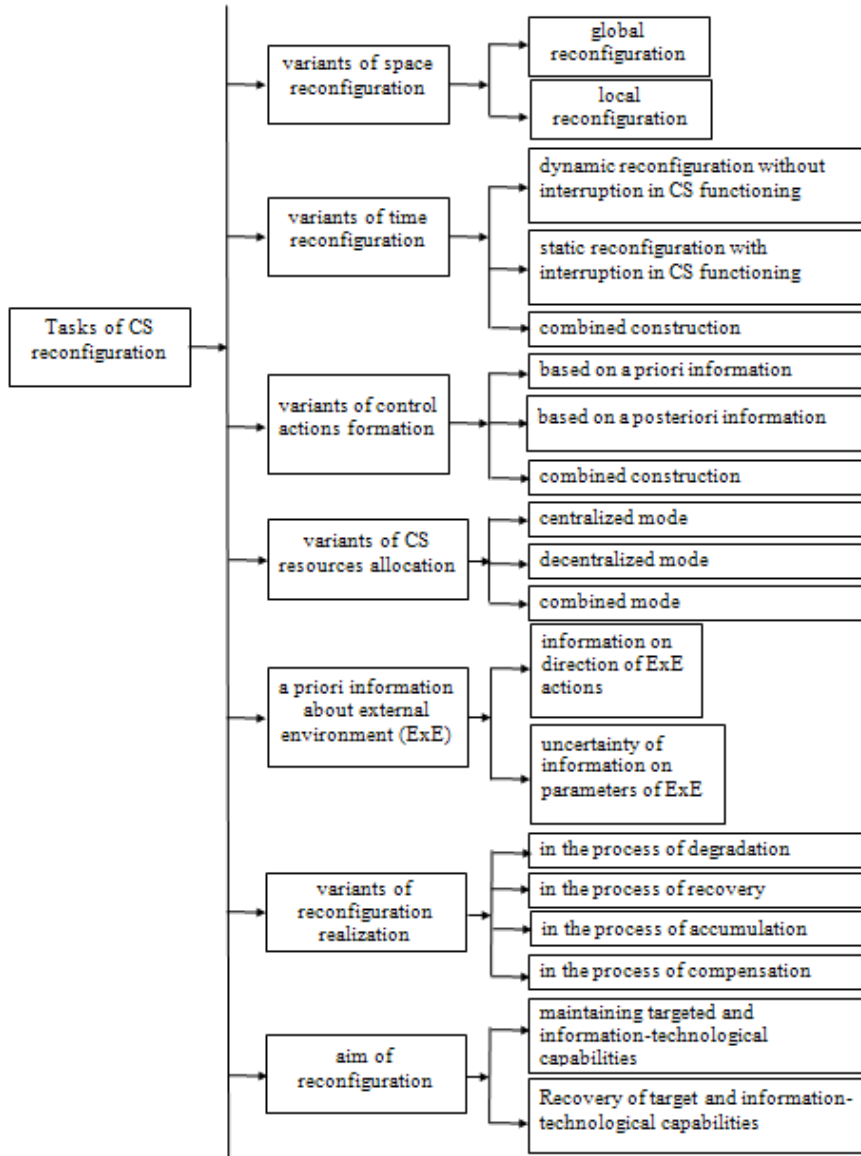 Tasks of CS
reconfiguration
variants of space
reconfiguration
global
reconfiguration
local
reconfiguration
variants of time
reconfiguration
dynamic reconfiguration without
interruption in CS functioning
static reconfiguration with
interruption in CS functioning
combined construction
variants of control
actions formation
based on a priori information
based on a posteriori information
combined construction
variants of CS
resources allocation
centralized mode
decentralized mode
combined mode
a priori information
about external
environment (ExE)
information on
direction of ExE
actions
uncertainty of
information on
parameters of ExE
variants of
reconfiguration
realization
in the process of degradation
in the process of recovery
in the process of accumulation
in the process of compensation
aim of
reconfiguration
maintaining targeted and
information-technological
capabilities
Recovery of target and information-
technological capabilities